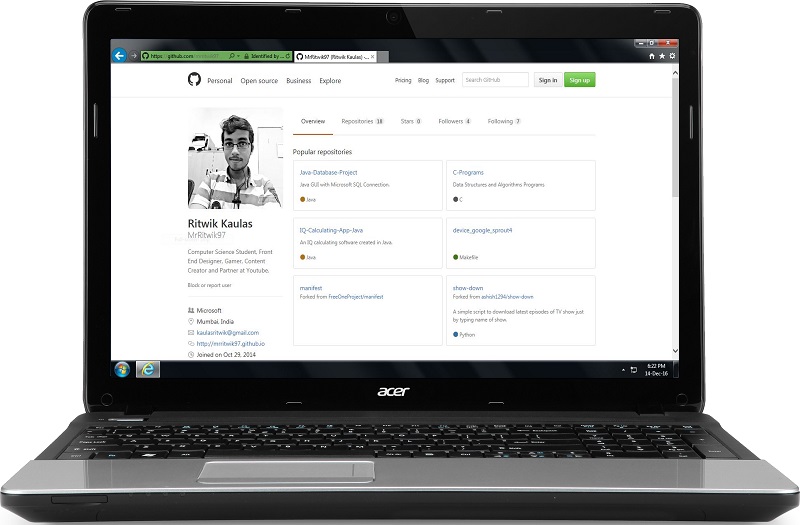 https://github.com
Identified by ...
MrRitwik97 (Ritwik Kaulas) -...
Personal Open source Business Explore
Pricing Blog Support
Search GitHub
Sign in
Sign up
Overview Repositories 18 Stars 0 Followers 4 Following 7
Popular repositories
Java-Database-Project
Java GUI with Microsoft SQL Connection.
Java
C-Programs
Data Structures and Algorithms Programs
C
IQ-Calculating-App-Java
An IQ calculating software created in Java.
Java
device_google_sprout4
Makefile
manifest
Forked from FreeOneProject/manifest
show-down
Forked from ashish1294/show-down
A simple script to download latest episodes of TV show just
by typing name of show.
Python
Ritwik Kaulas
MrRitwik97
Computer Science Student. Front
End Designer, Gamer. Content
Creator and Partner at Youtube.
Block or report user
Microsoft
Mumbai, India
kaulasritwik@gmail.com
http://mrritwik97.github.io
Joined on Oct 29, 2014
6:22 PM
14-Dec-16
acer